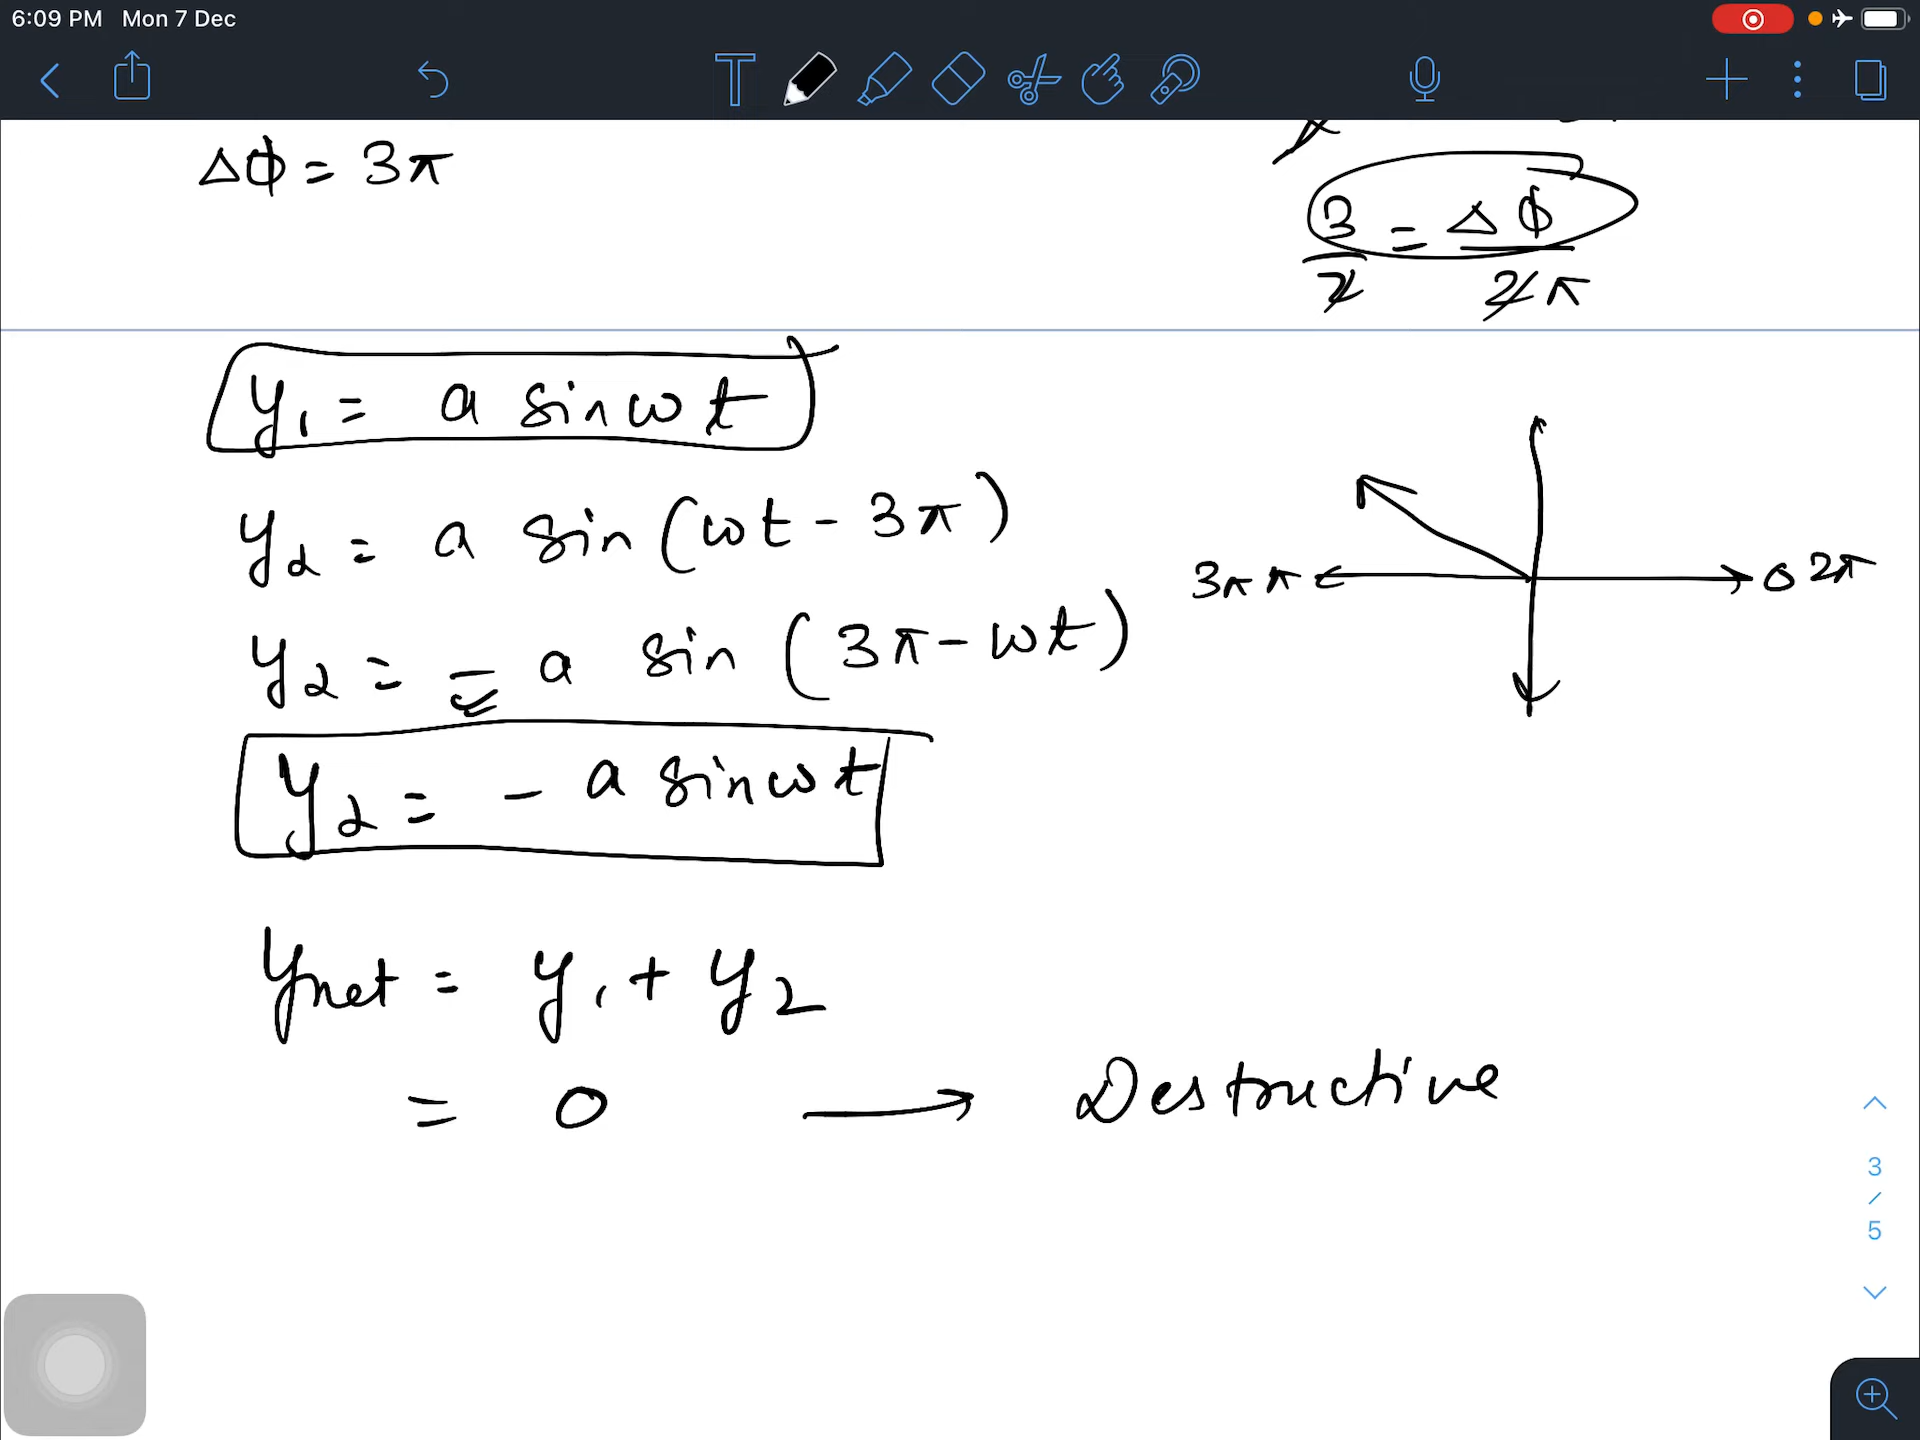 6:09 PM Mon 7 Dec
Δϕ = 3π
3/2 = Δϕ/2π
y₁ = a sin ωt
y₂ = a sin (ωt - 3π)
y₂ = - a sin (3π - ωt)
3π π 0 2π
y₂ = - a sin ωt
ynet = y₁ + y₂
= 0 → Destructive
3
/
5